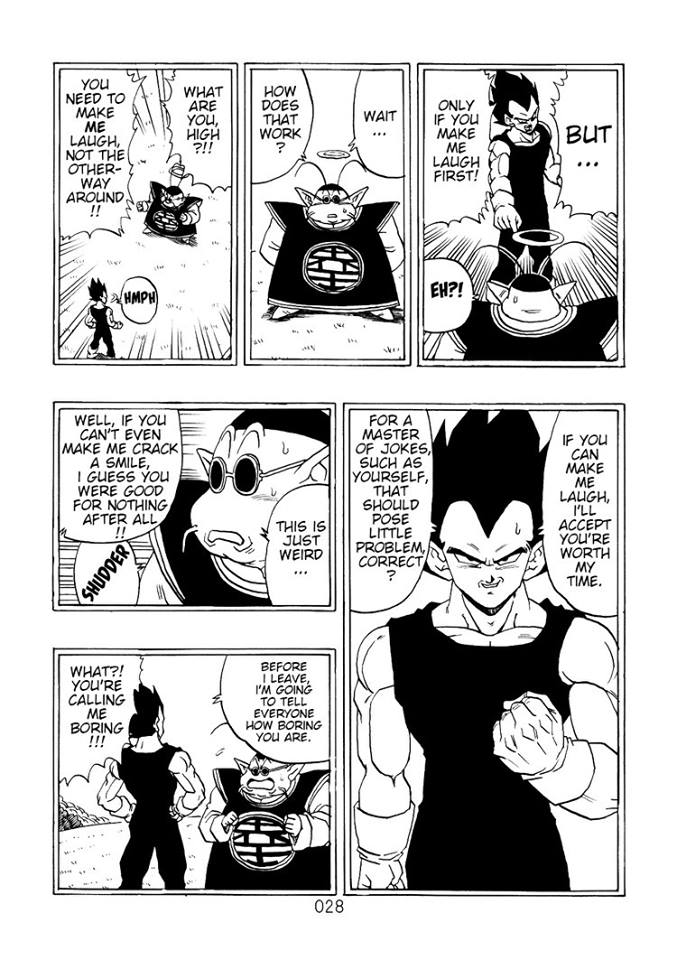 BUT
...
ONLY
IF YOU
MAKE
ME
LAUGH
FIRST!
EH?!
WAIT
...
HOW
DOES
THAT
WORK
?
WHAT
ARE
YOU,
HIGH
?!!
YOU
NEED TO
MAKE
ME
LAUGH,
NOT THE
OTHER-
WAY
AROUND
!!
HMPH
IF YOU
CAN
MAKE
ME
LAUGH,
I'LL
ACCEPT
YOU'RE
WORTH
MY
TIME.
FOR A
MASTER
OF JOKES,
SUCH AS
YOURSELF,
THAT
SHOULD
POSE
LITTLE
PROBLEM,
CORRECT
?
THIS IS
JUST
WEIRD
...
WELL, IF YOU
CAN'T EVEN
MAKE ME CRACK
A SMILE,
I GUESS YOU
WERE GOOD
FOR NOTHING
AFTER ALL
!!
SHUDDER
BEFORE
I LEAVE,
I'M GOING
TO TELL
EVERYONE
HOW BORING
YOU ARE.
WHAT?!
YOU'RE
CALLING
ME
BORING
!!!
028